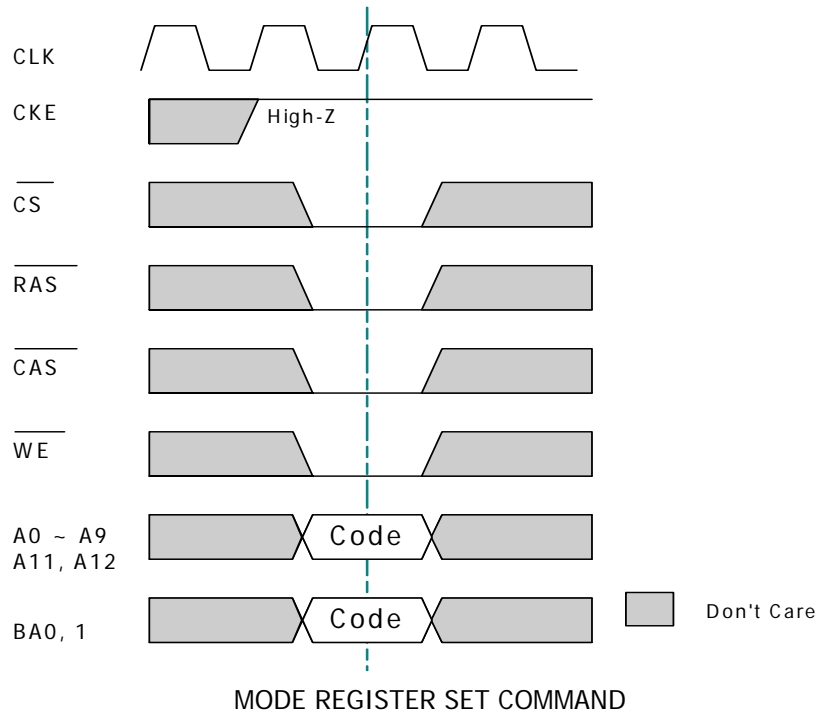 CLK
CKE
High-Z
CS
RAS
CAS
WE
A0 ~ A9
A11, A12
Code
BA0, 1
Code
Don't Care
MODE REGISTER SET COMMAND